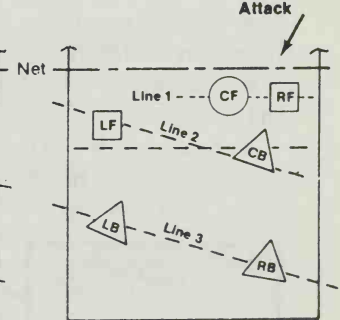 Attack
Net
Line 1
CF
RF
LF
Line 2
CB
LB
Line 3
RB